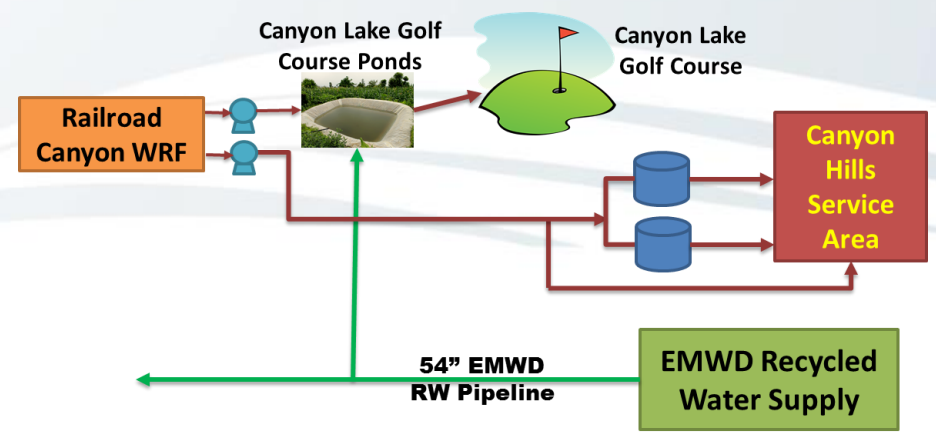 Canyon Lake Golf
Course Ponds
Canyon Lake
Golf Course
Railroad
Canyon WRF
Canyon
Hills
Service
Area
54” EMWD
RW Pipeline
EMWD Recycled
Water Supply